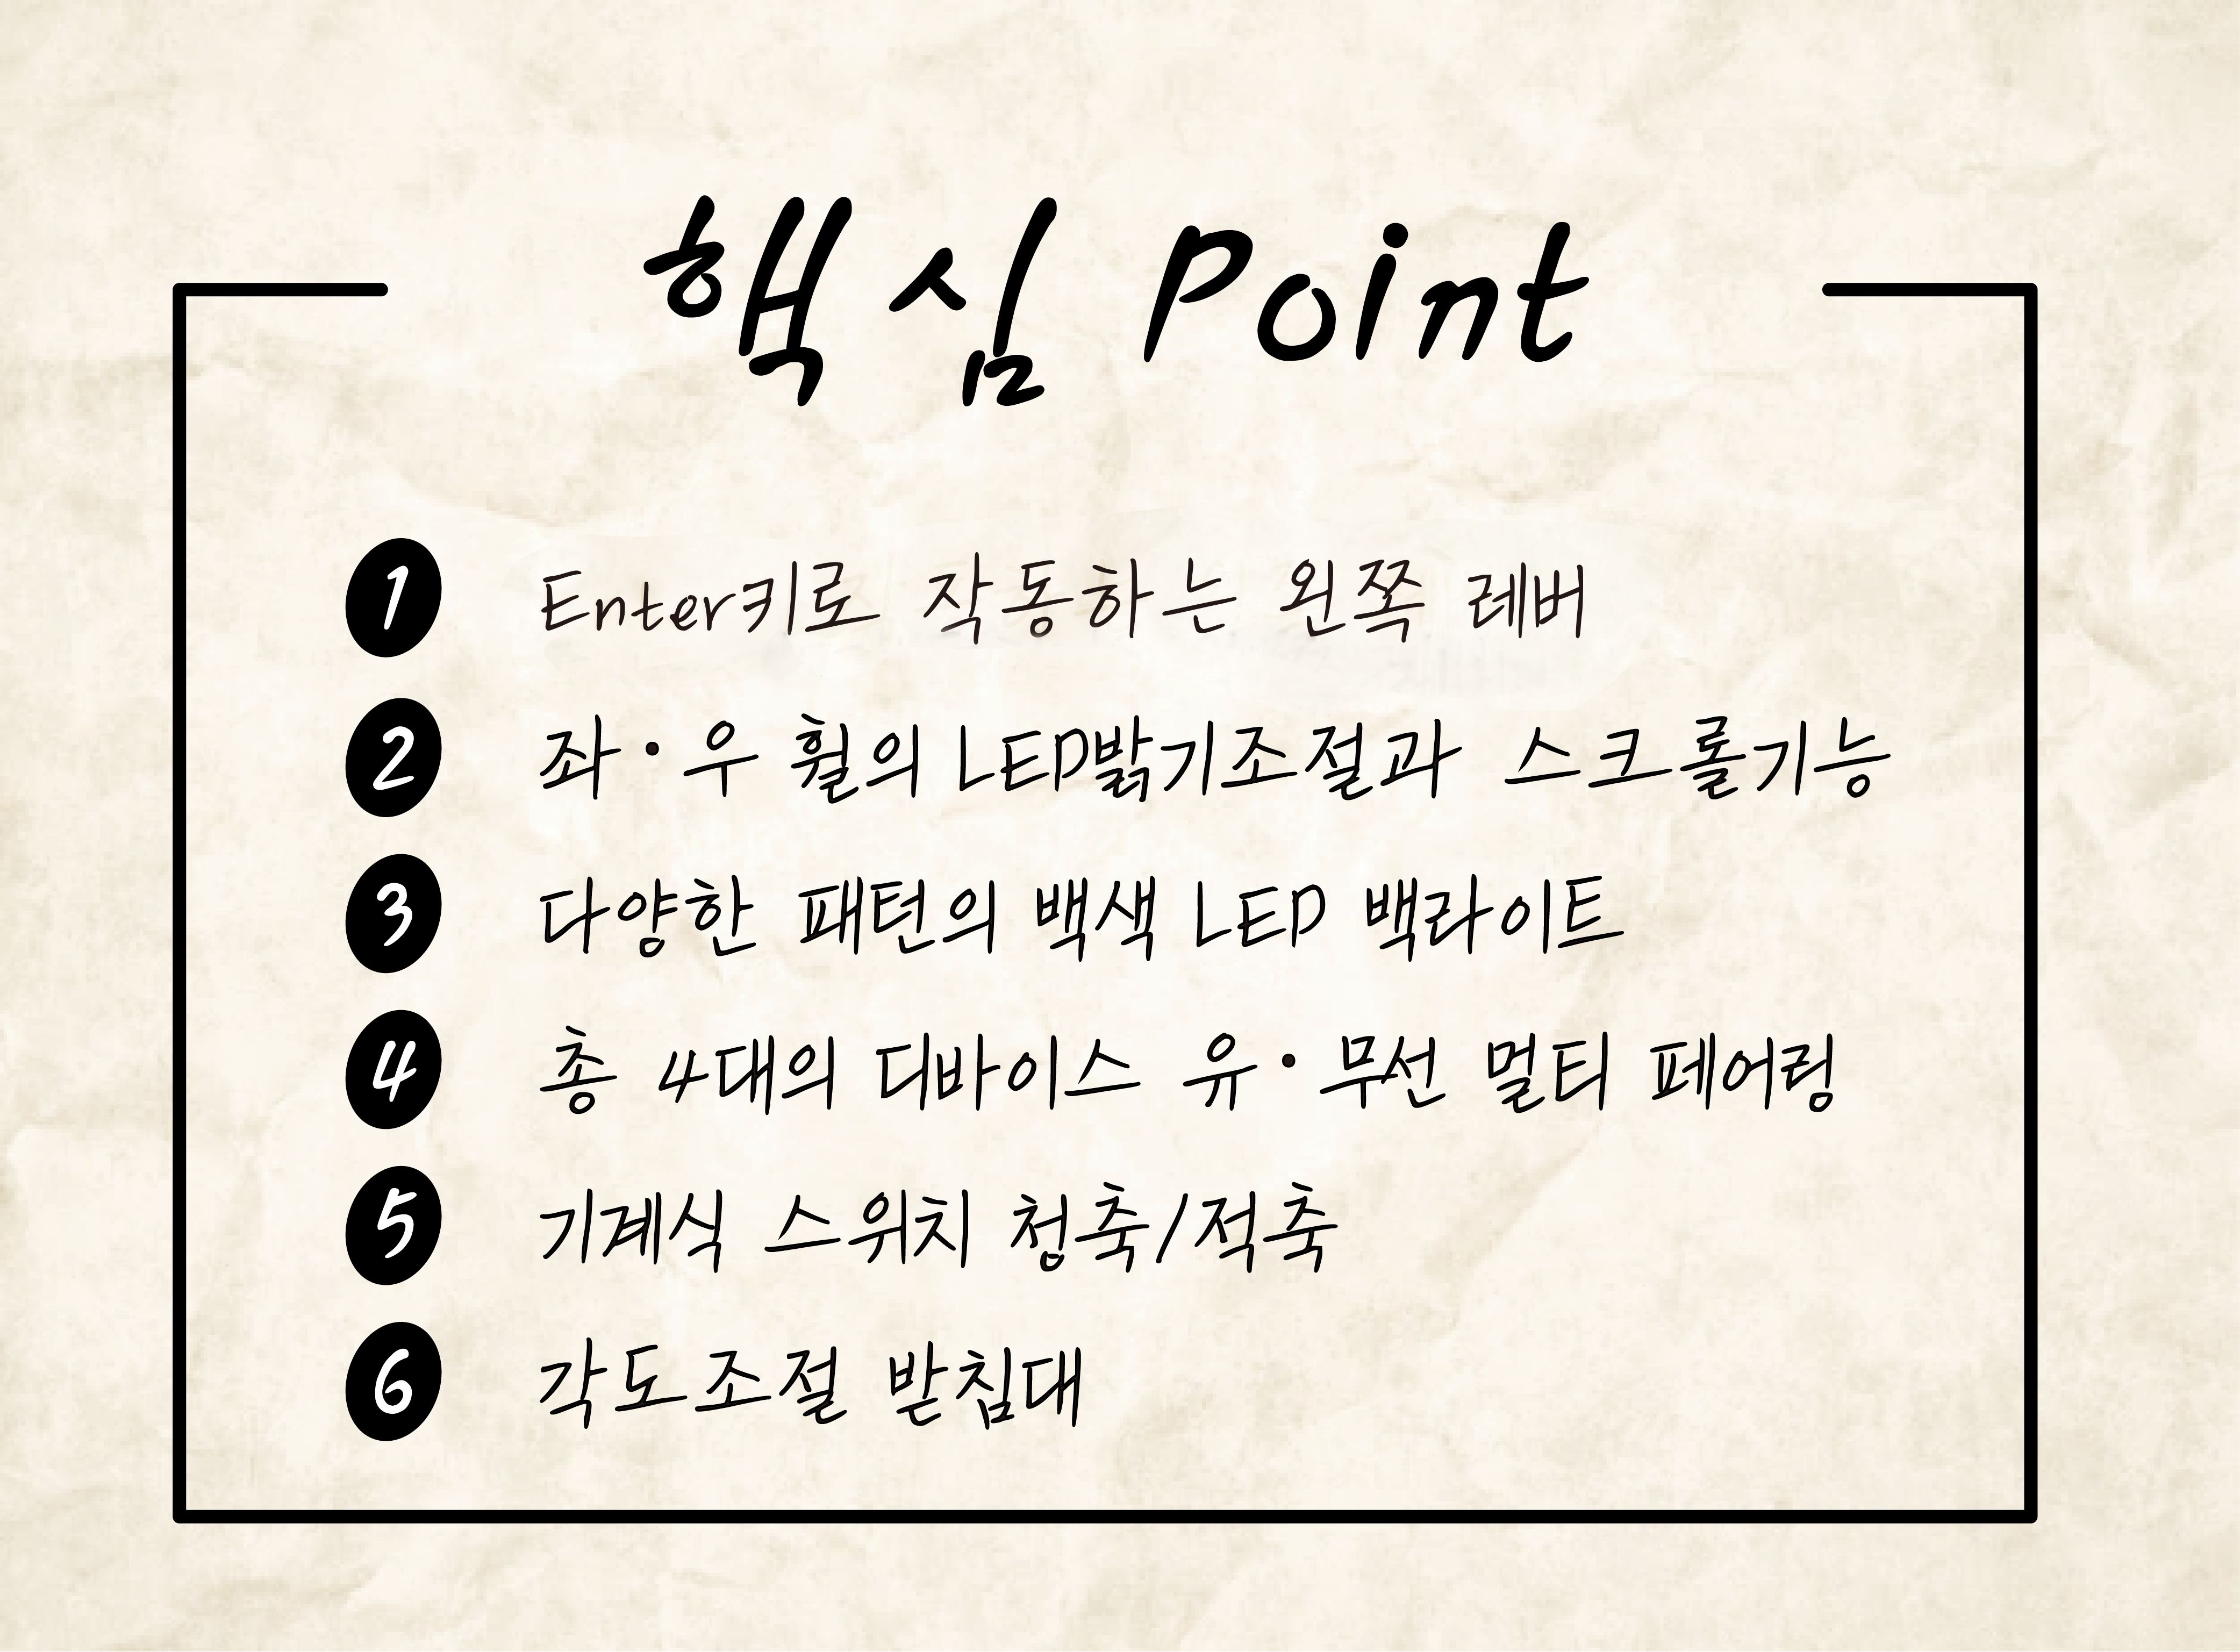 핵심 Point
1 Enter키로 작동하는 왼쪽 레버
2 좌·우 휠의 LED밝기조절과 스크롤기능
3 다양한 패턴의 백색 LED 백라이트
4 총 4대의 디바이스 유·무선 멀티 페어링
5 기계식 스위치 청축/적축
6 각도조절 받침대